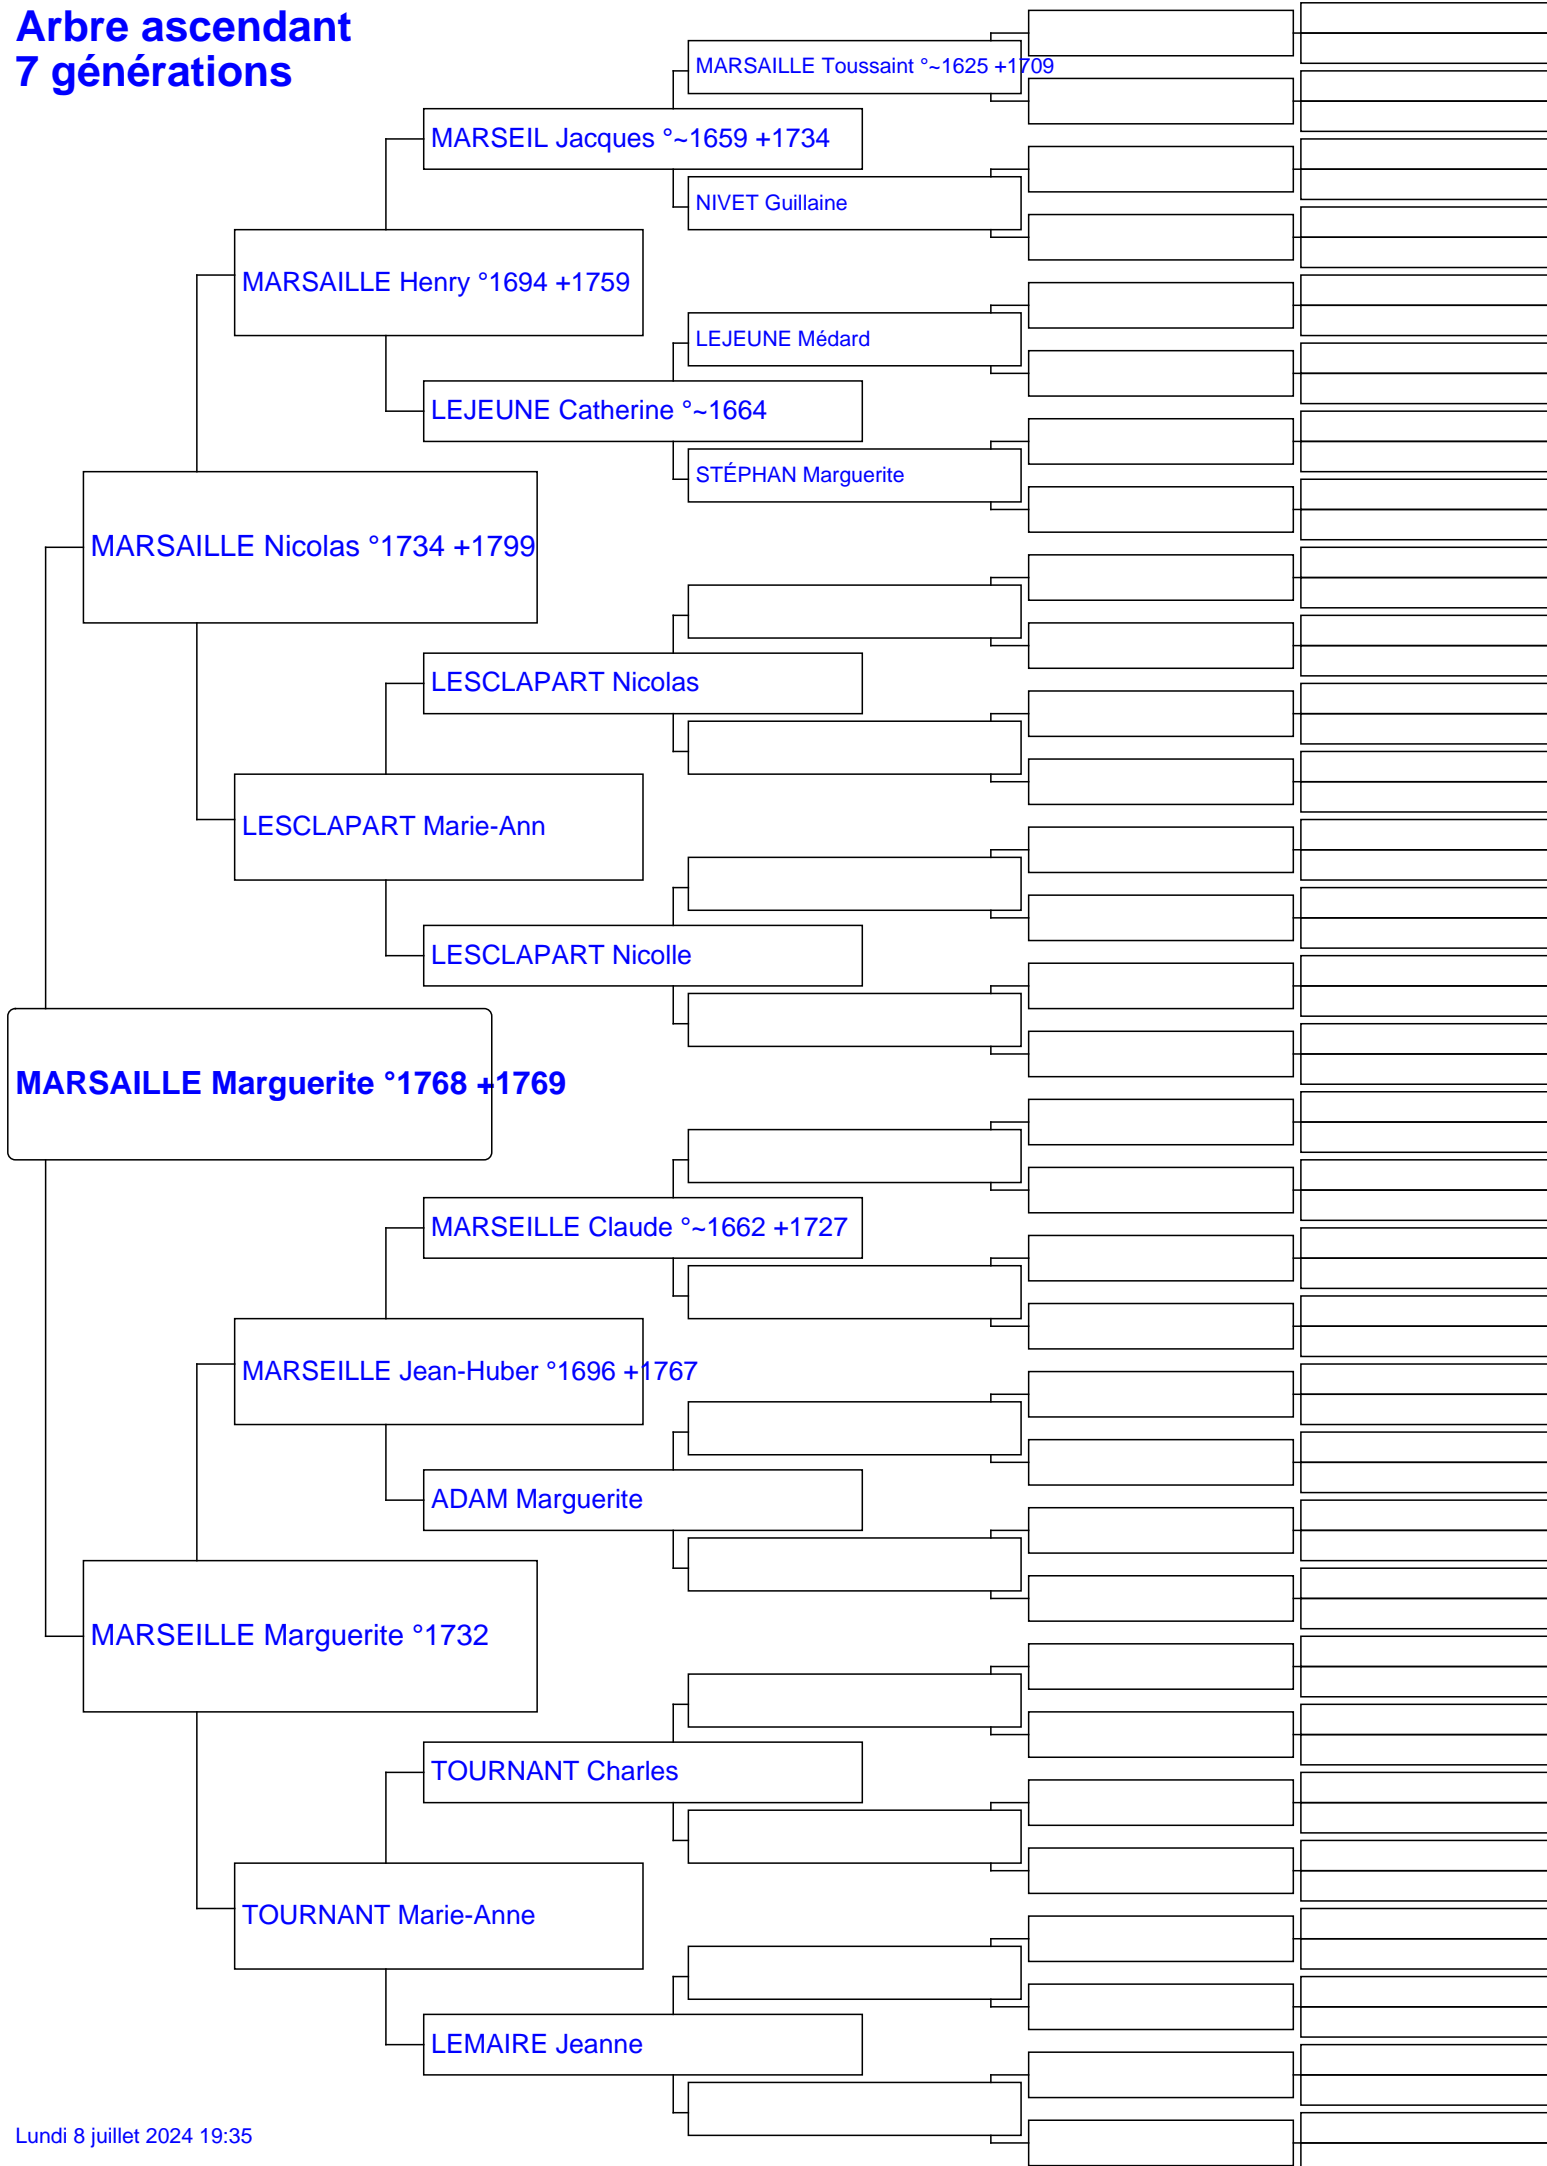 Arbre ascendant
7 générations
MARSAILLE Toussaint °~1625 +1709
MARSEIL Jacques °~1659 +1734
NIVET Guillaine
MARSAILLE Henry °1694 +1759
LEJEUNE Médard
LEJEUNE Catherine °~1664
STÉPHAN Marguerite
MARSAILLE Nicolas °1734 +1799
LESCLAPART Nicolas
LESCLAPART Marie-Ann
LESCLAPART Nicolle
MARSAILLE Marguerite °1768 +1769
MARSEILLE Claude °~1662 +1727
MARSEILLE Jean-Huber °1696 +1767
ADAM Marguerite
MARSEILLE Marguerite °1732
TOURNANT Charles
TOURNANT Marie-Anne
LEMAIRE Jeanne
Lundi 8 juillet 2024 19:35